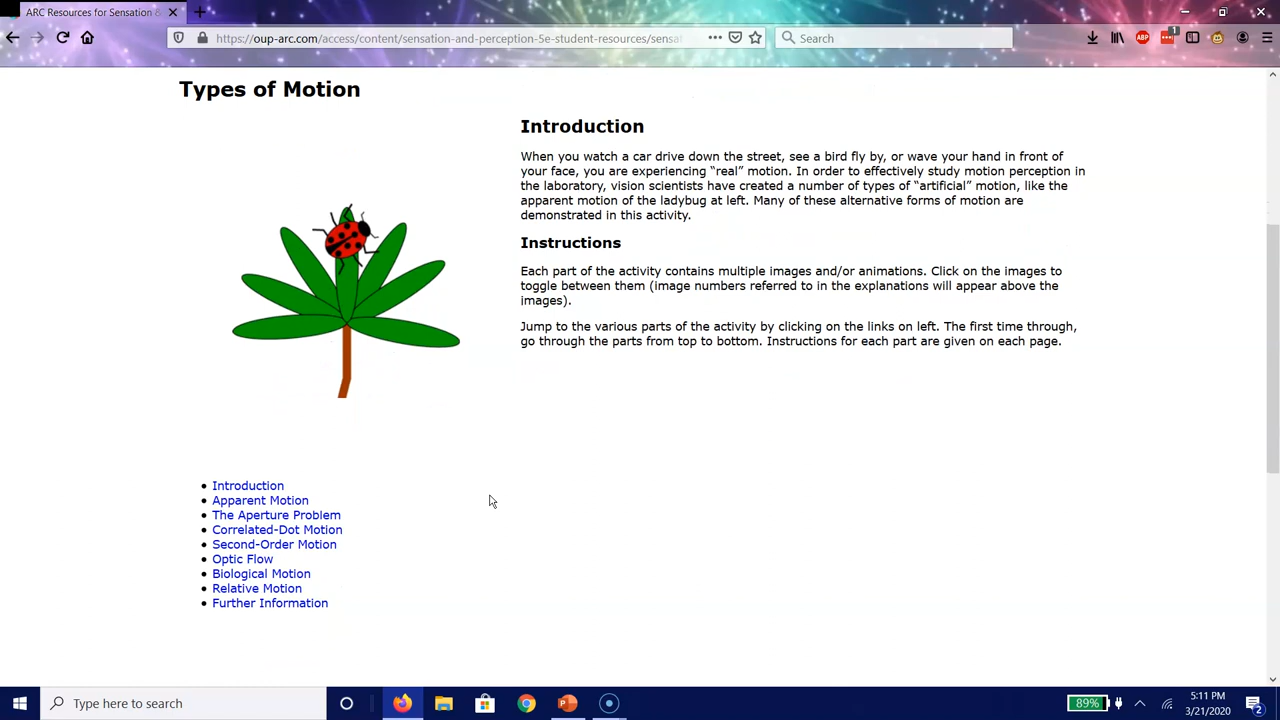 ARC Resources for Sensation &
https://oup-arc.com/access/content/sensation-and-perception-5e-student-resources/sensa
Search
ABP
1
Types of Motion
Introduction
When you watch a car drive down the street, see a bird fly by, or wave your hand in front of
your face, you are experiencing “real” motion. In order to effectively study motion perception in
the laboratory, vision scientists have created a number of types of “artificial” motion, like the
apparent motion of the ladybug at left. Many of these alternative forms of motion are
demonstrated in this activity.
Instructions
Each part of the activity contains multiple images and/or animations. Click on the images to
toggle between them (image numbers referred to in the explanations will appear above the
images).
Jump to the various parts of the activity by clicking on the links on left. The first time through,
go through the parts from top to bottom. Instructions for each part are given on each page.
Introduction
Apparent Motion
The Aperture Problem
Correlated-Dot Motion
Second-Order Motion
Optic Flow
Biological Motion
Relative Motion
Further Information
Type here to search
89%
5:11 PM
3/21/2020
2